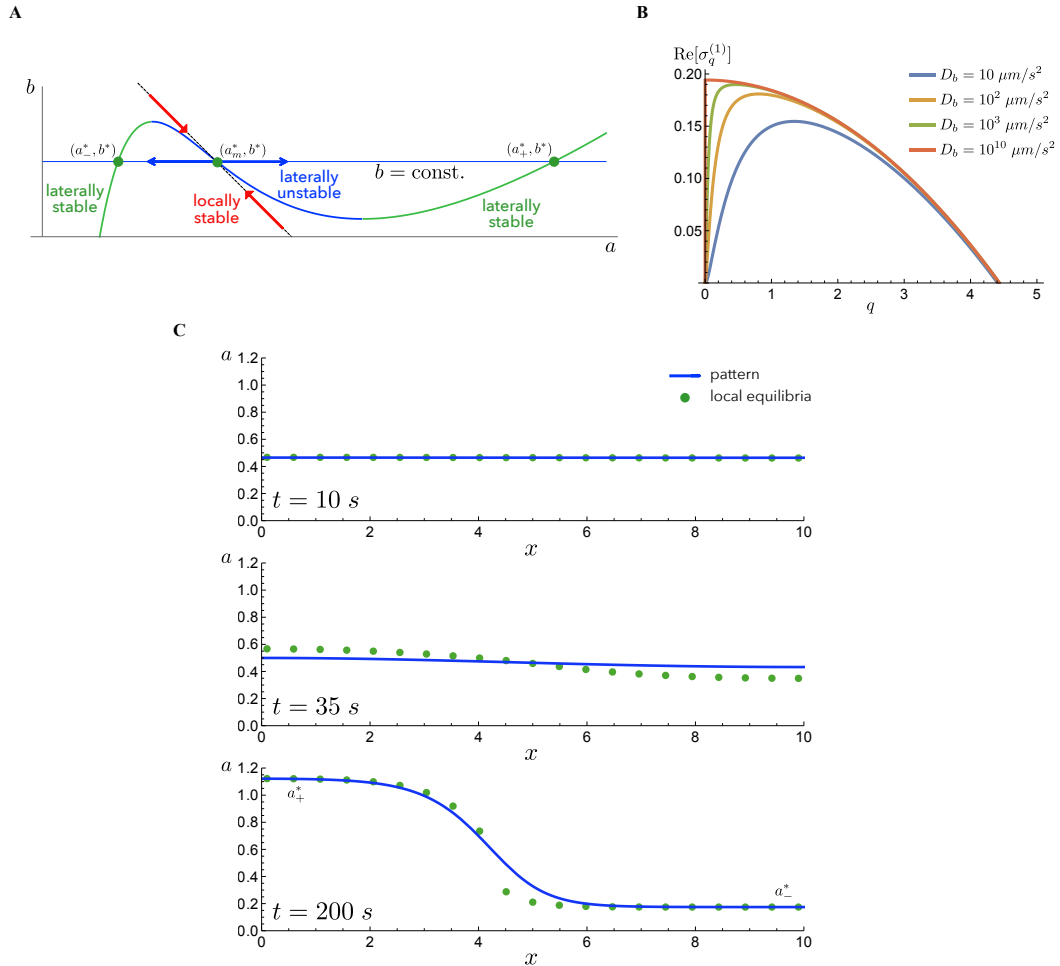 A
b
(a*₋, b*)
(a*ₘ, b*)
(a*₊, b*)
b = const.
laterally
stable
locally
stable
laterally
unstable
laterally
stable
a
B
Re[σ_q^(1)]
0.20
0.15
0.10
0.05
0 1 2 3 4 5
q
D_b = 10 μm/s²
D_b = 10² μm/s²
D_b = 10³ μm/s²
D_b = 10¹⁰ μm/s²
C
a
1.2
1.0
0.8
0.6
0.4
0.2
0.0
pattern
local equilibria
t = 10 s
0 2 4 6 8 10
x
a
1.2
1.0
0.8
0.6
0.4
0.2
0.0
t = 35 s
0 2 4 6 8 10
x
a
1.2
1.0
0.8
0.6
0.4
0.2
0.0
a*₊
a*₋
t = 200 s
0 2 4 6 8 10
x